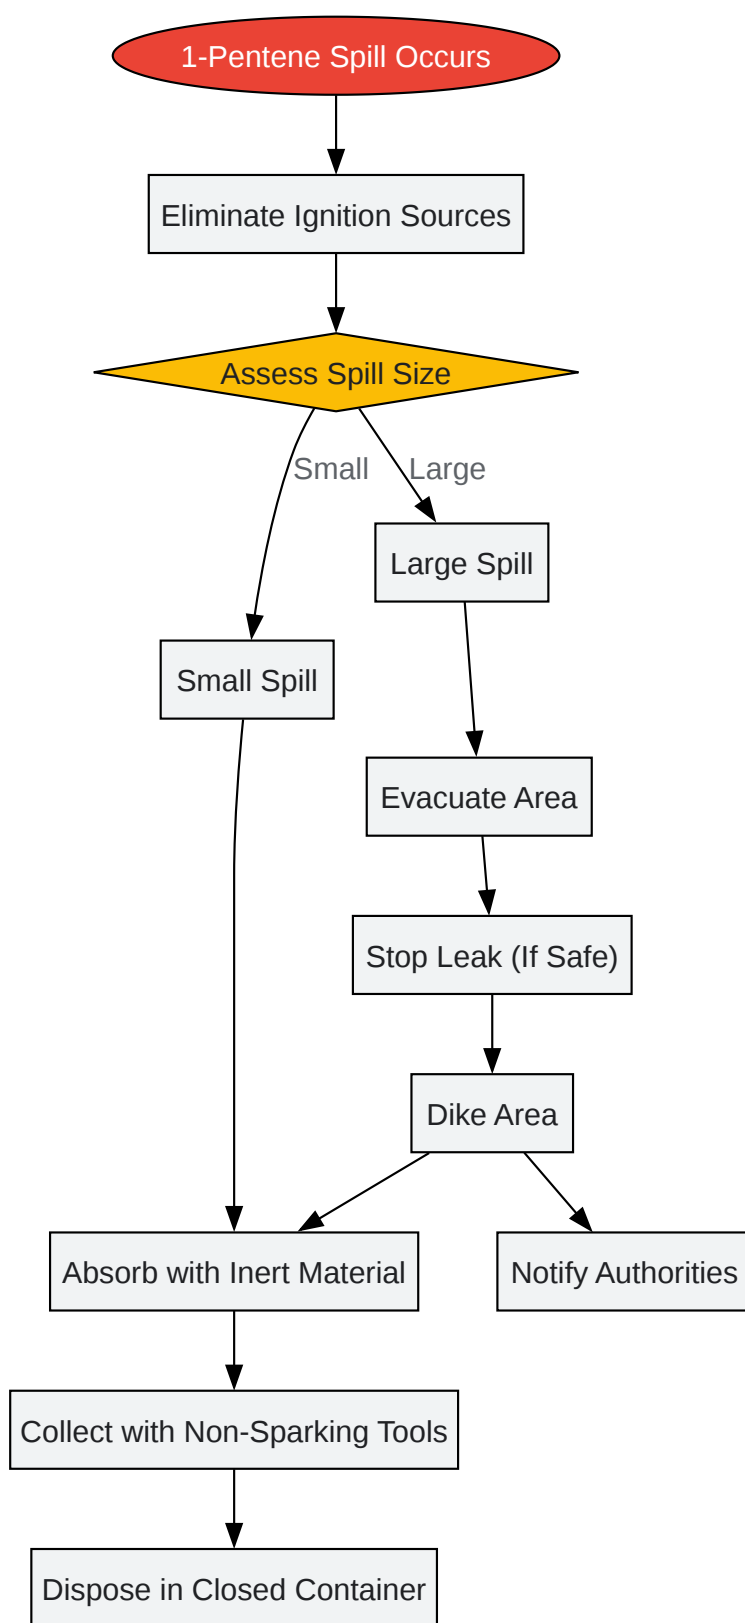 1-Pentene Spill Occurs
Eliminate Ignition Sources
Assess Spill Size
Small
Large
Large Spill
Small Spill
Evacuate Area
Stop Leak (If Safe)
Dike Area
Absorb with Inert Material
Notify Authorities
Collect with Non-Sparking Tools
Dispose in Closed Container